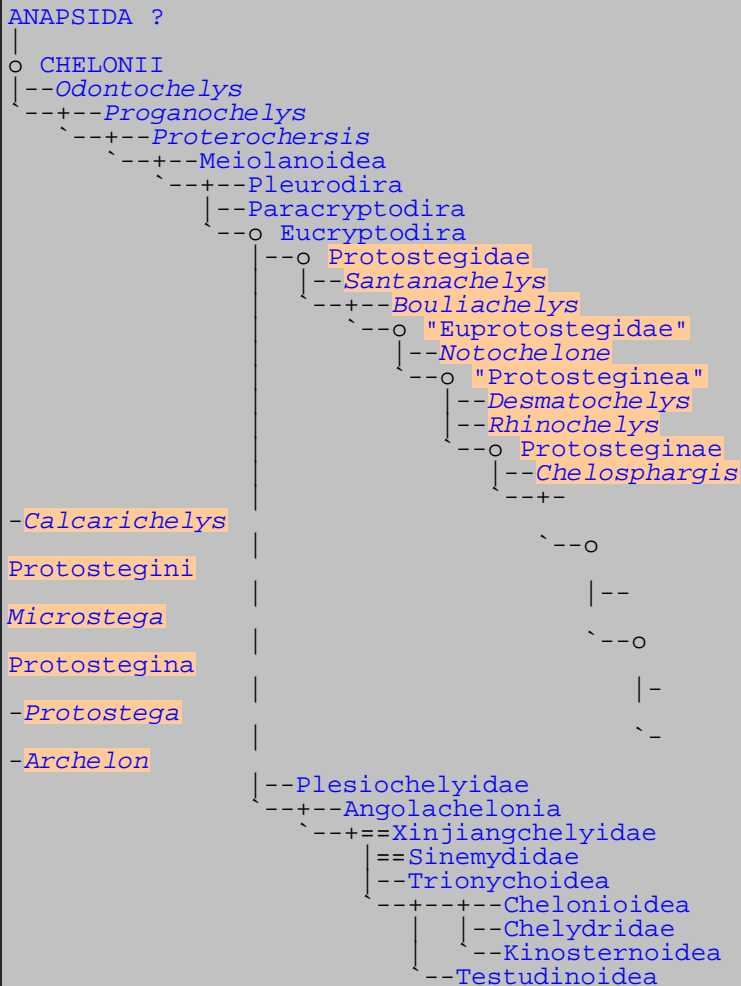 ANAPSIDA ?
|
o CHELONII
|--Odontochelys
`--+--Proganochelys
   `--+--Proterochersis
      `--+--Meiolanoidea
         `--+--Pleurodira
            |--Paracryptodira
            `--o Eucryptodira
               |--o Protostegidae
               |  |--Santanachelys
               |  `--+--Bouliachelys
               |     `--o "Euprotostegidae"
               |        |--Notochelone
               |        `--o "Protosteginea"
               |           |--Desmatochelys
               |           |--Rhinochelys
               |           `--o Protosteginae
               |              |--Chelosphargis
               |              `--+-
-Calcarichelys
               |                 `--o
Protostegini
               |                    |--
Microstega
               |                    `--o
Protostegina
               |                       |-
-Protostega
               |                       `-
-Archelon
               |--Plesiochelyidae
               `--+--Angolachelonia
                  `--+==Xinjiangchelyidae
                     |==Sinemydidae
                     |--Trionychoidea
                     `--+--+--Chelonioidea
                        |  |--Chelydridae
                        |  `--Kinosternoidea
                        `--Testudinoidea